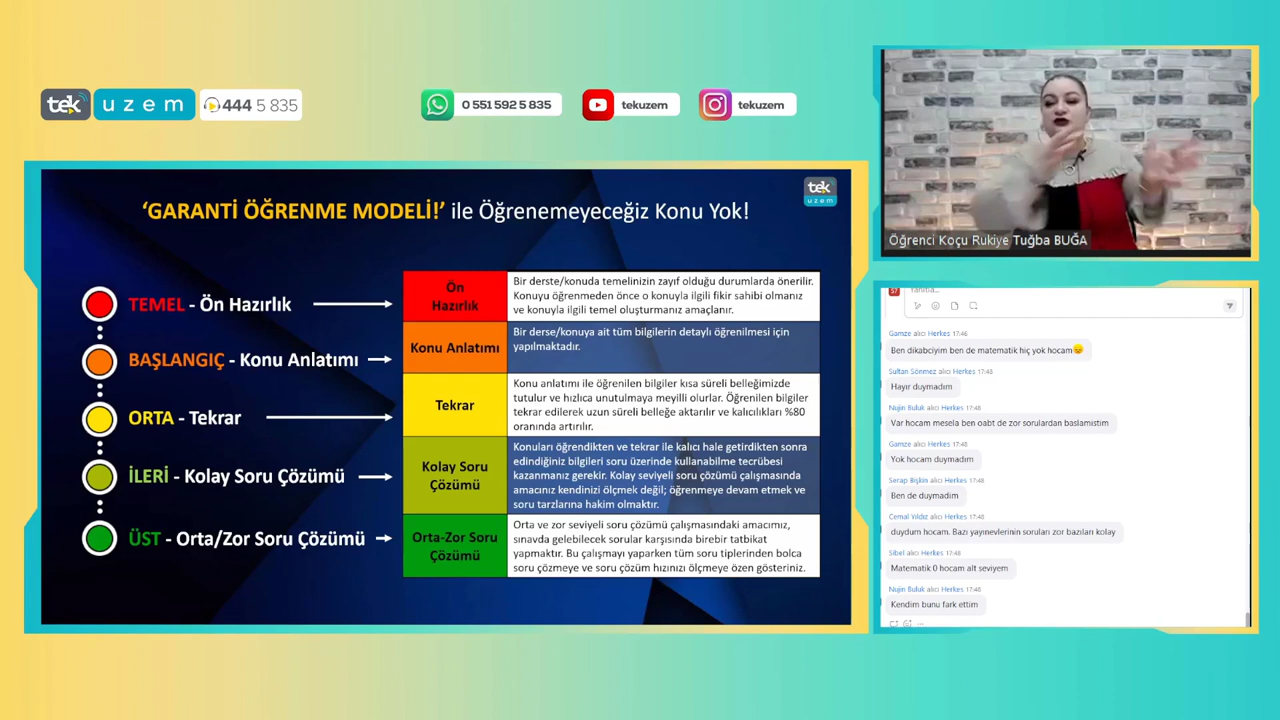 tek
uzem
444 5 835
0 551 592 5 835
tekuzem
tekuzem
tek
uzem
‘GARANTİ ÖĞRENME MODELİ!’ ile Öğrenemeyeceğiz Konu Yok!
TEMEL - Ön Hazırlık
BAŞLANGIÇ - Konu Anlatımı
ORTA - Tekrar
İLERİ - Kolay Soru Çözümü
ÜST - Orta/Zor Soru Çözümü
Ön
Hazırlık
Bir derste/konuda temelinizin zayıf olduğu durumlarda önerilir.
Konuyu öğrenmeden önce o konuyla ilgili fikir sahibi olmanız
ve konuyla ilgili temel oluşturmanız amaçlanır.
Konu Anlatımı
Bir derse/konuya ait tüm bilgilerin detaylı öğrenilmesi için
yapılmaktadır.
Tekrar
Konu anlatımı ile öğrenilen bilgiler kısa süreli belleğimizde
tutulur ve hızlıca unutulmaya meyilli olurlar. Öğrenilen bilgiler
tekrar edilerek uzun süreli belleğe aktarılır ve kalıcılıkları %80
oranında artırılır.
Kolay Soru
Çözümü
Konuları öğrendikten ve tekrar ile kalıcı hale getirdikten sonra
edindiğiniz bilgileri soru üzerinde kullanabilme tecrübesi
kazanmanız gerekir. Kolay seviyeli soru çözümü çalışmasında
amacınız kendinizi ölçmek değil; öğrenmeye devam etmek ve
soru tarzlarına hakim olmaktır.
Orta-Zor Soru
Çözümü
Orta ve zor seviyeli soru çözümü çalışmasındaki amacımız,
sınavda gelebilecek sorular karşısında birebir tatbikat
yapmaktır. Bu çalışmayı yaparken tüm soru tiplerinden bolca
soru çözmeye ve soru çözüm hızınızı ölçmeye özen gösteriniz.
Öğrenci Koçu Rukiye Tuğba BUĞA
Gamze alıcı Herkes 17:46
Ben dikabciyim ben de matematik hiç yok hocam
Sultan Sönmez alıcı Herkes 17:48
Hayır duymadım
Nujin Buluk alıcı Herkes 17:48
Var hocam mesela ben oabt de zor sorulardan baslamistim
Gamze alıcı Herkes 17:48
Yok hocam duymadım
Serap Bişkin alıcı Herkes 17:48
Ben de duymadim
Cemal Yıldız alıcı Herkes 17:48
duydum hocam. Bazı yayınevlerinin soruları zor bazıları kolay
Sibel alıcı Herkes 17:48
Matematik 0 hocam alt seviyem
Nujin Buluk alıcı Herkes 17:48
Kendim bunu fark ettim